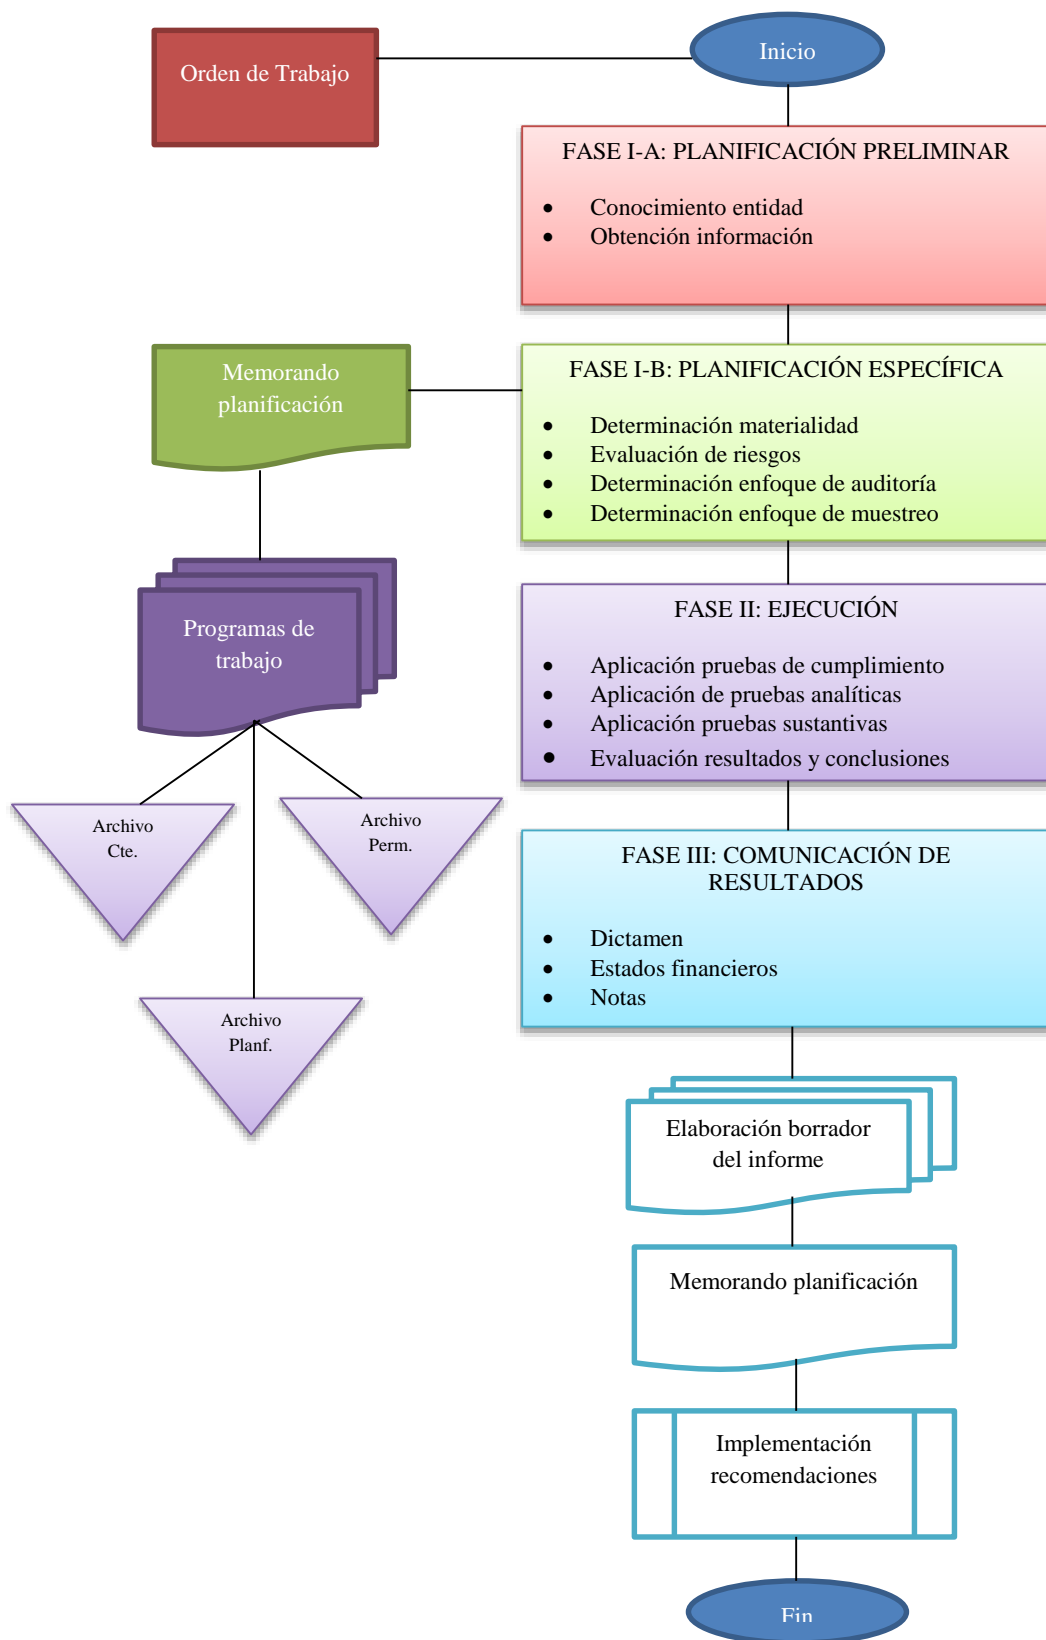 Orden de Trabajo
Inicio
FASE I-A: PLANIFICACIÓN PRELIMINAR
• Conocimiento entidad
• Obtención información
Memorando
planificación
FASE I-B: PLANIFICACIÓN ESPECÍFICA
• Determinación materialidad
• Evaluación de riesgos
• Determinación enfoque de auditoría
• Determinación enfoque de muestreo
Programas de
trabajo
FASE II: EJECUCIÓN
• Aplicación pruebas de cumplimiento
• Aplicación de pruebas analíticas
• Aplicación pruebas sustantivas
• Evaluación resultados y conclusiones
Archivo
Cte.
Archivo
Perm.
Archivo
Planf.
FASE III: COMUNICACIÓN DE
RESULTADOS
• Dictamen
• Estados financieros
• Notas
Elaboración borrador
del informe
Memorando planificación
Implementación
recomendaciones
Fin